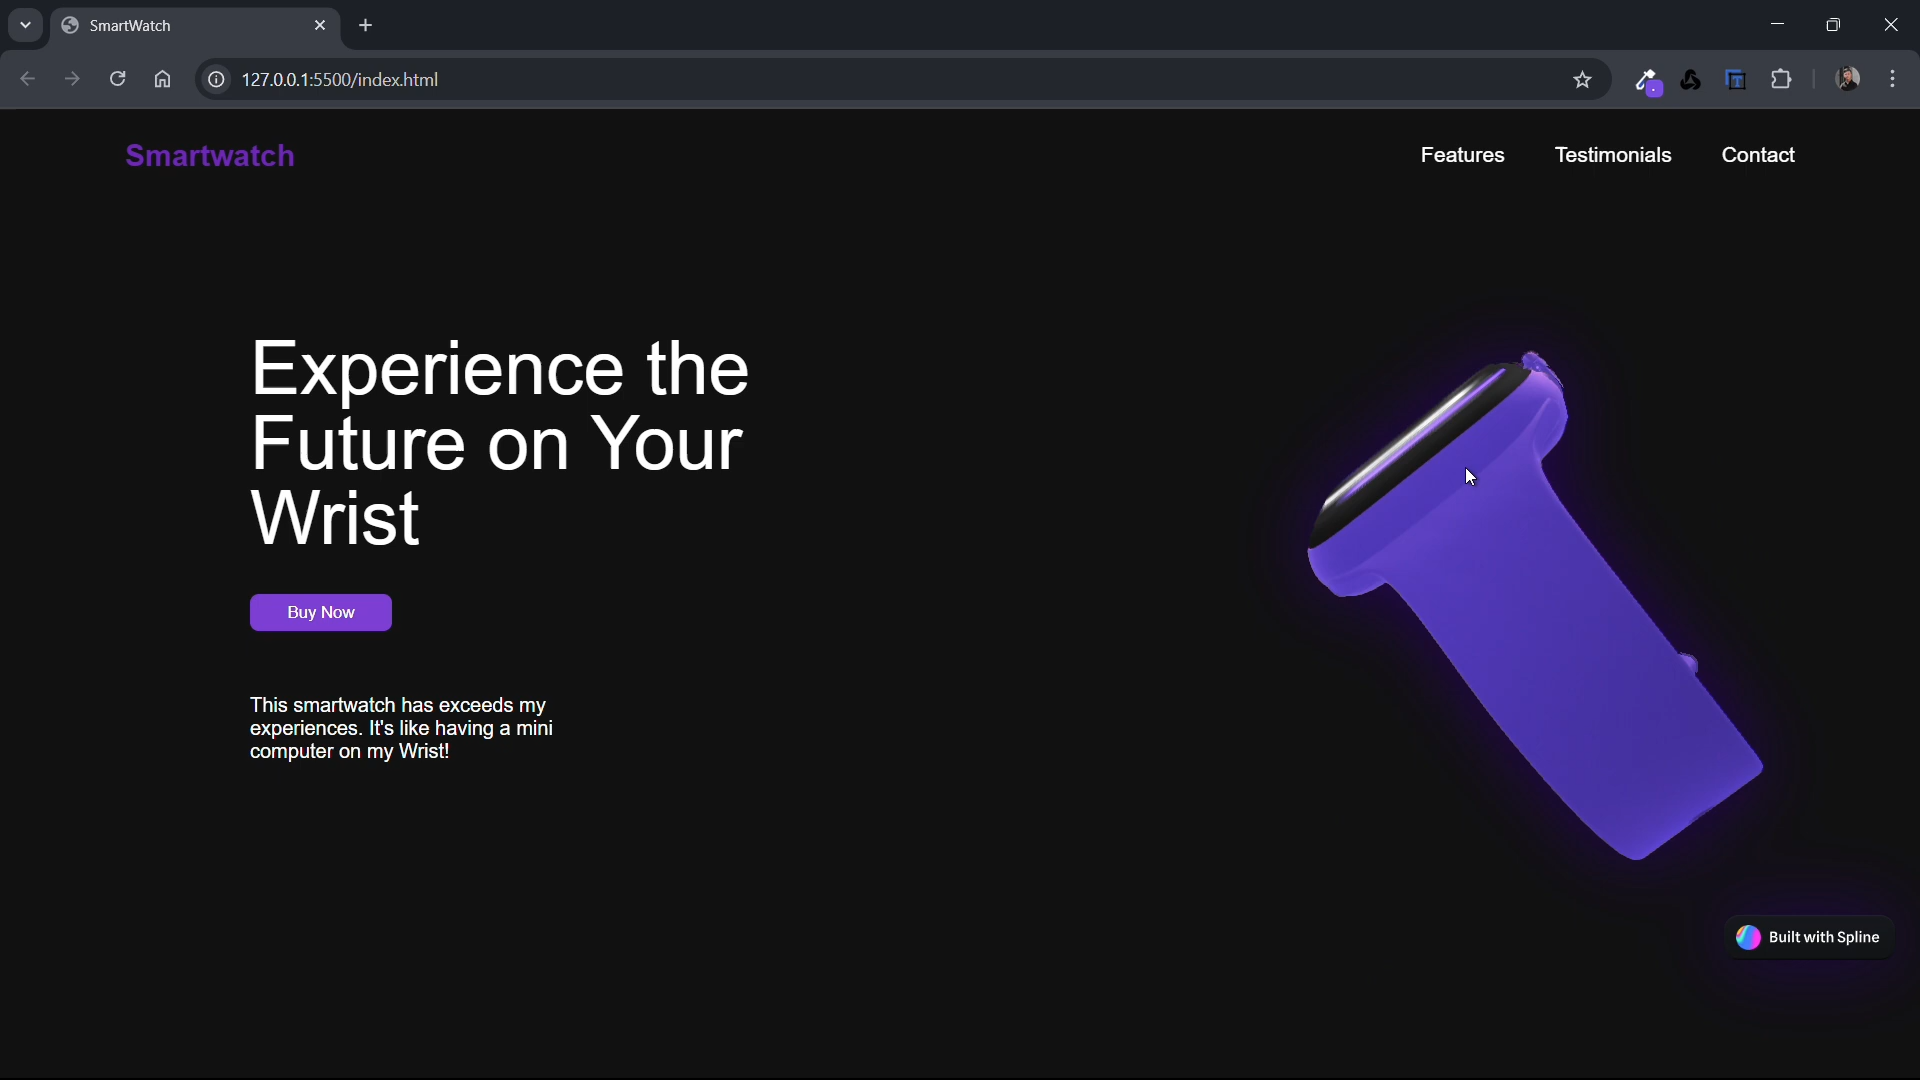 SmartWatch
127.0.0.1:5500/index.html
Smartwatch
Features
Testimonials
Contact
Experience the
Future on Your
Wrist
Buy Now
This smartwatch has exceeds my
experiences. It's like having a mini
computer on my Wrist!
Built with Spline